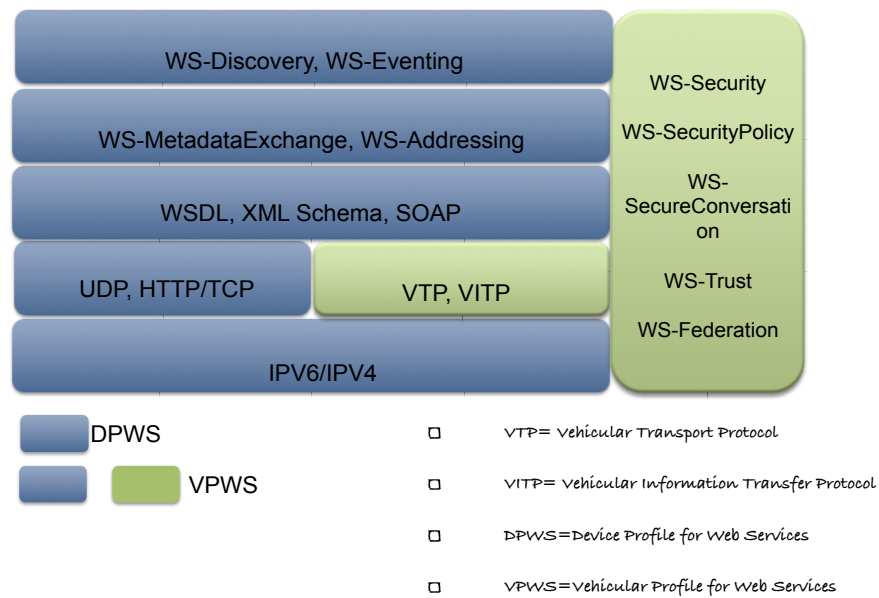 WS-Discovery, WS-Eventing
WS-MetadataExchange, WS-Addressing
WSDL, XML Schema, SOAP
UDP, HTTP/TCP
VTP, VITP
IPV6/IPV4
WS-Security
WS-SecurityPolicy
WS-
SecureConversati
on
WS-Trust
WS-Federation
DPWS
VPWS
VTP= Vehicular Transport Protocol
VITP= Vehicular Information Transfer Protocol
DPWS=Device Profile for Web Services
VPWS=Vehicular Profile for Web Services